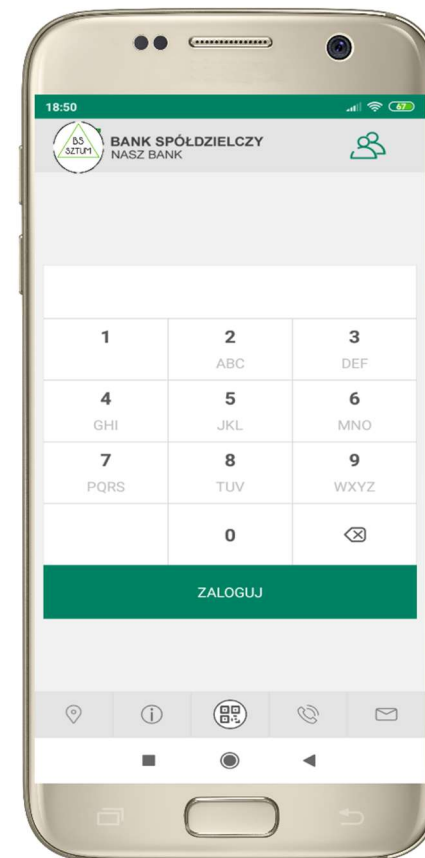 18:50
67
BS
SZTUM
BANK SPÓŁDZIELCZY
NASZ BANK
1 2 3
ABC DEF
4 5 6
GHI JKL MNO
7 8 9
PQRS TUV WXYZ
0
ZALOGUJ